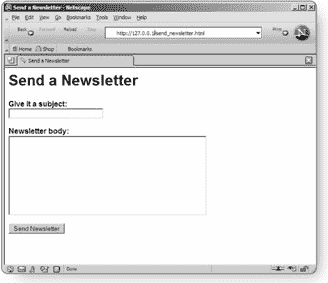 Send a Newsletter - Netscape
File Edit View Go Bookmarks Tools Window Help
Back Forward Reload Stop http://127.0.0.1/send_newsletter.html Print
Home Shop Bookmarks
Send a Newsletter
Send a Newsletter
Give it a subject:
Newsletter body:
Send Newsletter
Done